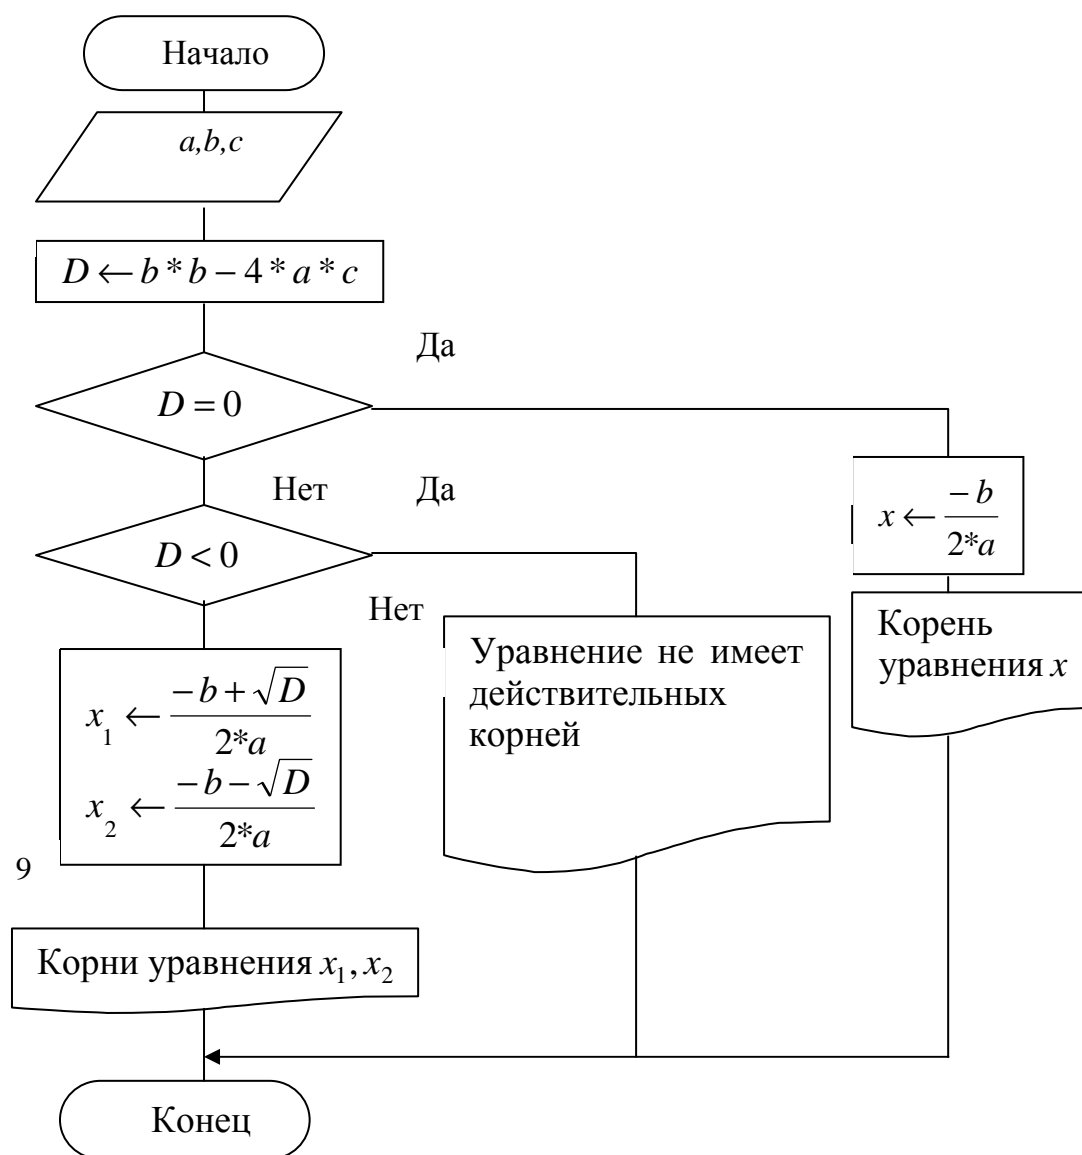 Начало
a,b,c
D ← b * b − 4 * a * c
Да
D = 0
Нет
Да
x ← −b / 2*a
D < 0
Нет
Корень
уравнения x
Уравнение не имеет
действительных
корней
x₁ ← −b + √D / 2*a
x₂ ← −b − √D / 2*a
9
Корни уравнения x₁, x₂
Конец